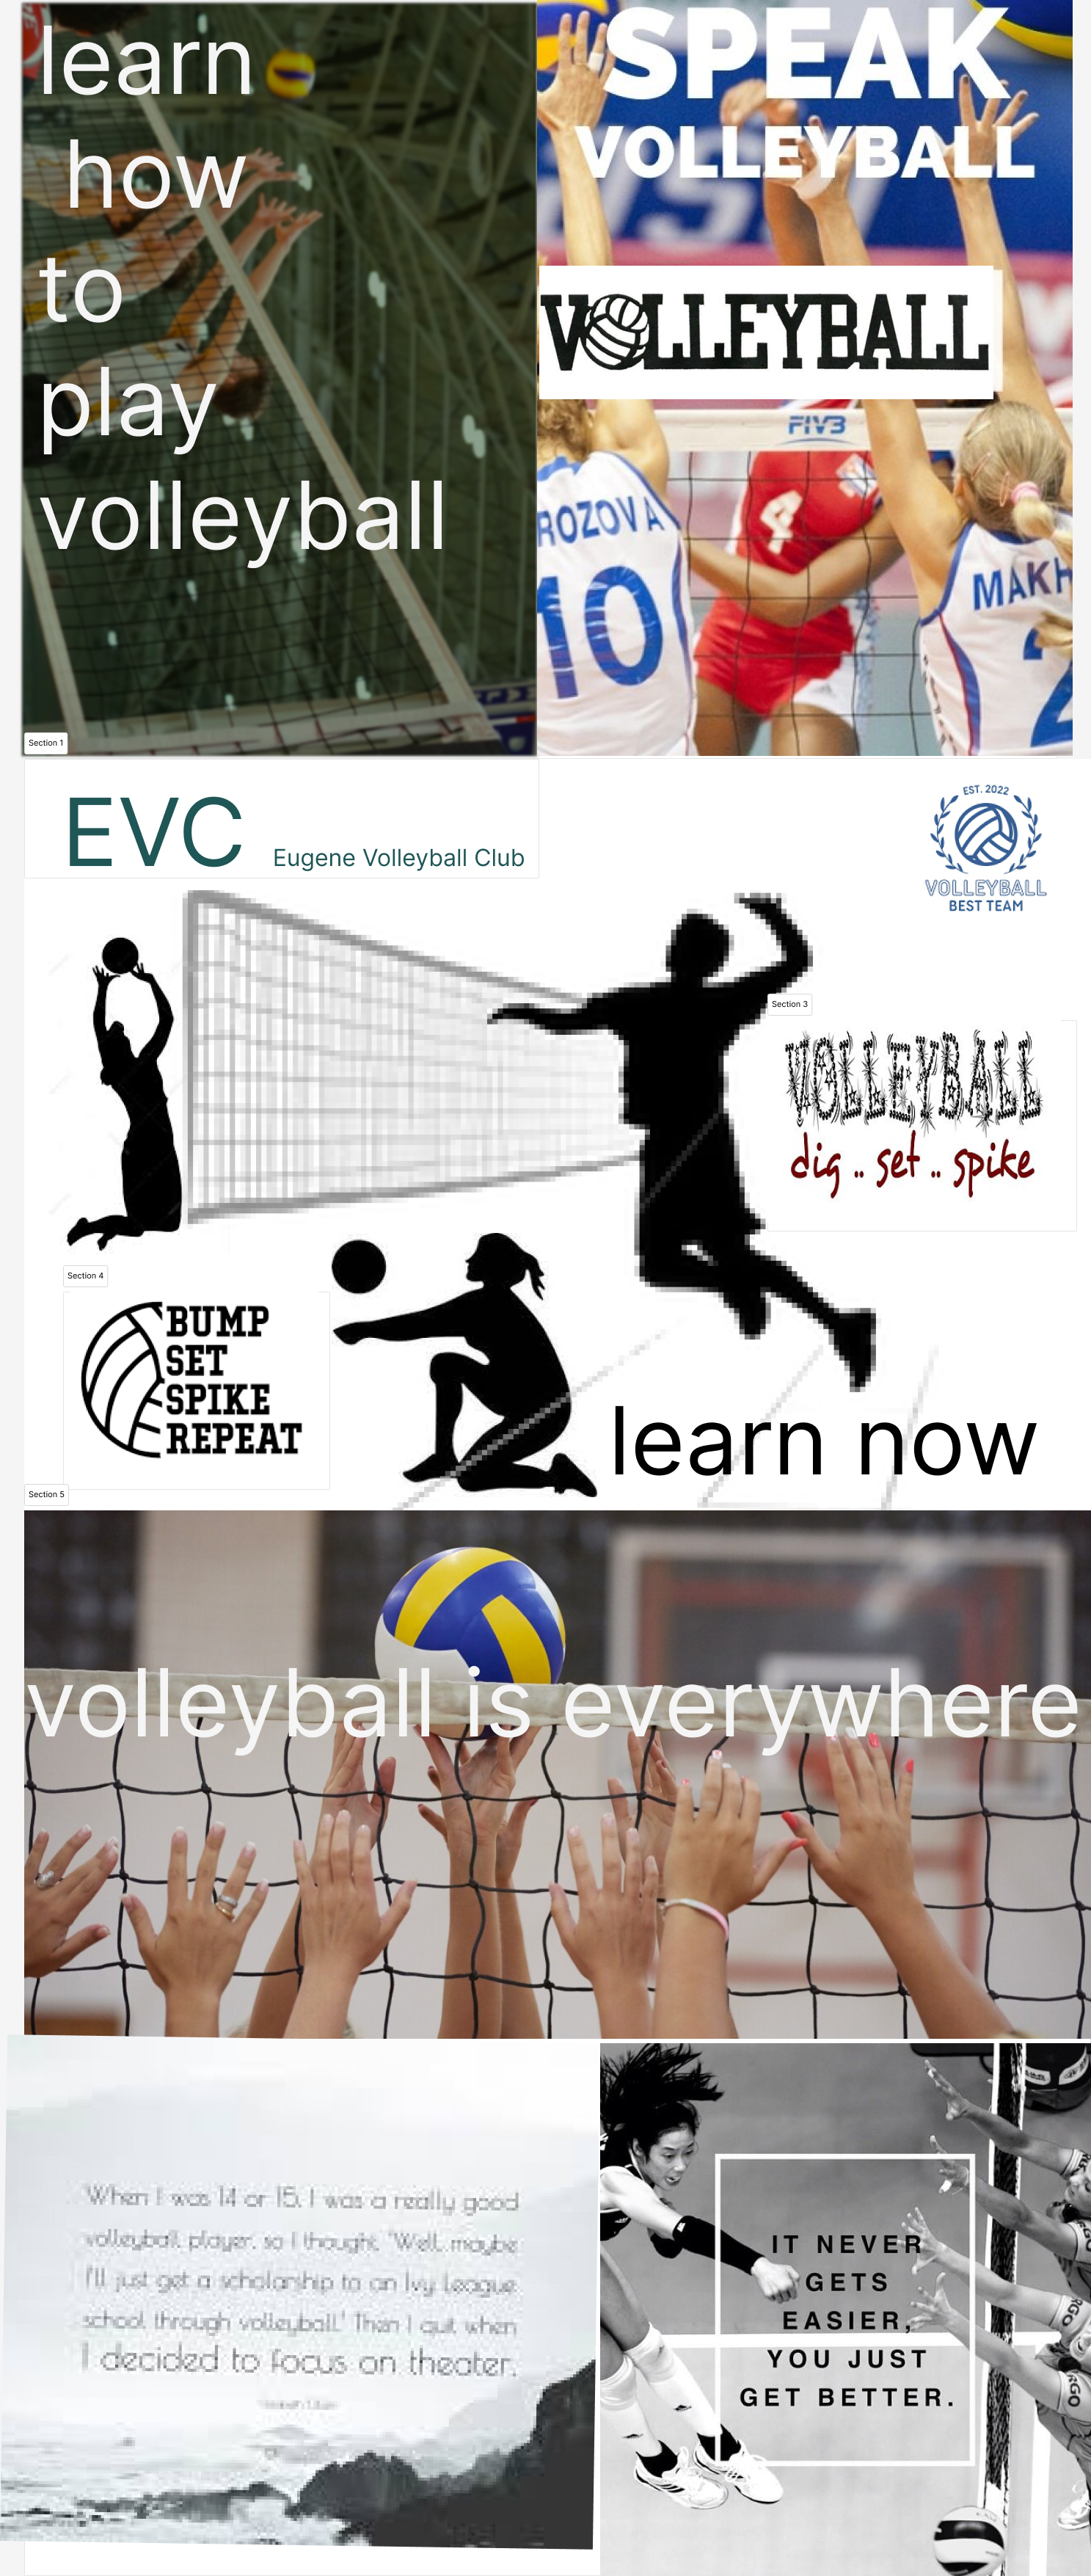 learn
how
to
play
volleyball
Section 1
SPEAK
VOLLEYBALL
VOLLEYBALL
FIVB
ROZOVA
10
4
MAKH
2
EVC Eugene Volleyball Club
EST. 2022
VOLLEYBALL
BEST TEAM
Section 3
VOLLEYBALL
dig .. set .. spike
Section 4
BUMP
SET
SPIKE
REPEAT
learn now
Section 5
volleyball is everywhere
When I was 14 or 15, I was a really good
volleyball player, so I thought, 'Well, maybe
I'll just get a scholarship to an Ivy League
school through volleyball.' Then I quit when
I decided to focus on theater.
IT NEVER
GETS
EASIER,
YOU JUST
GET BETTER.